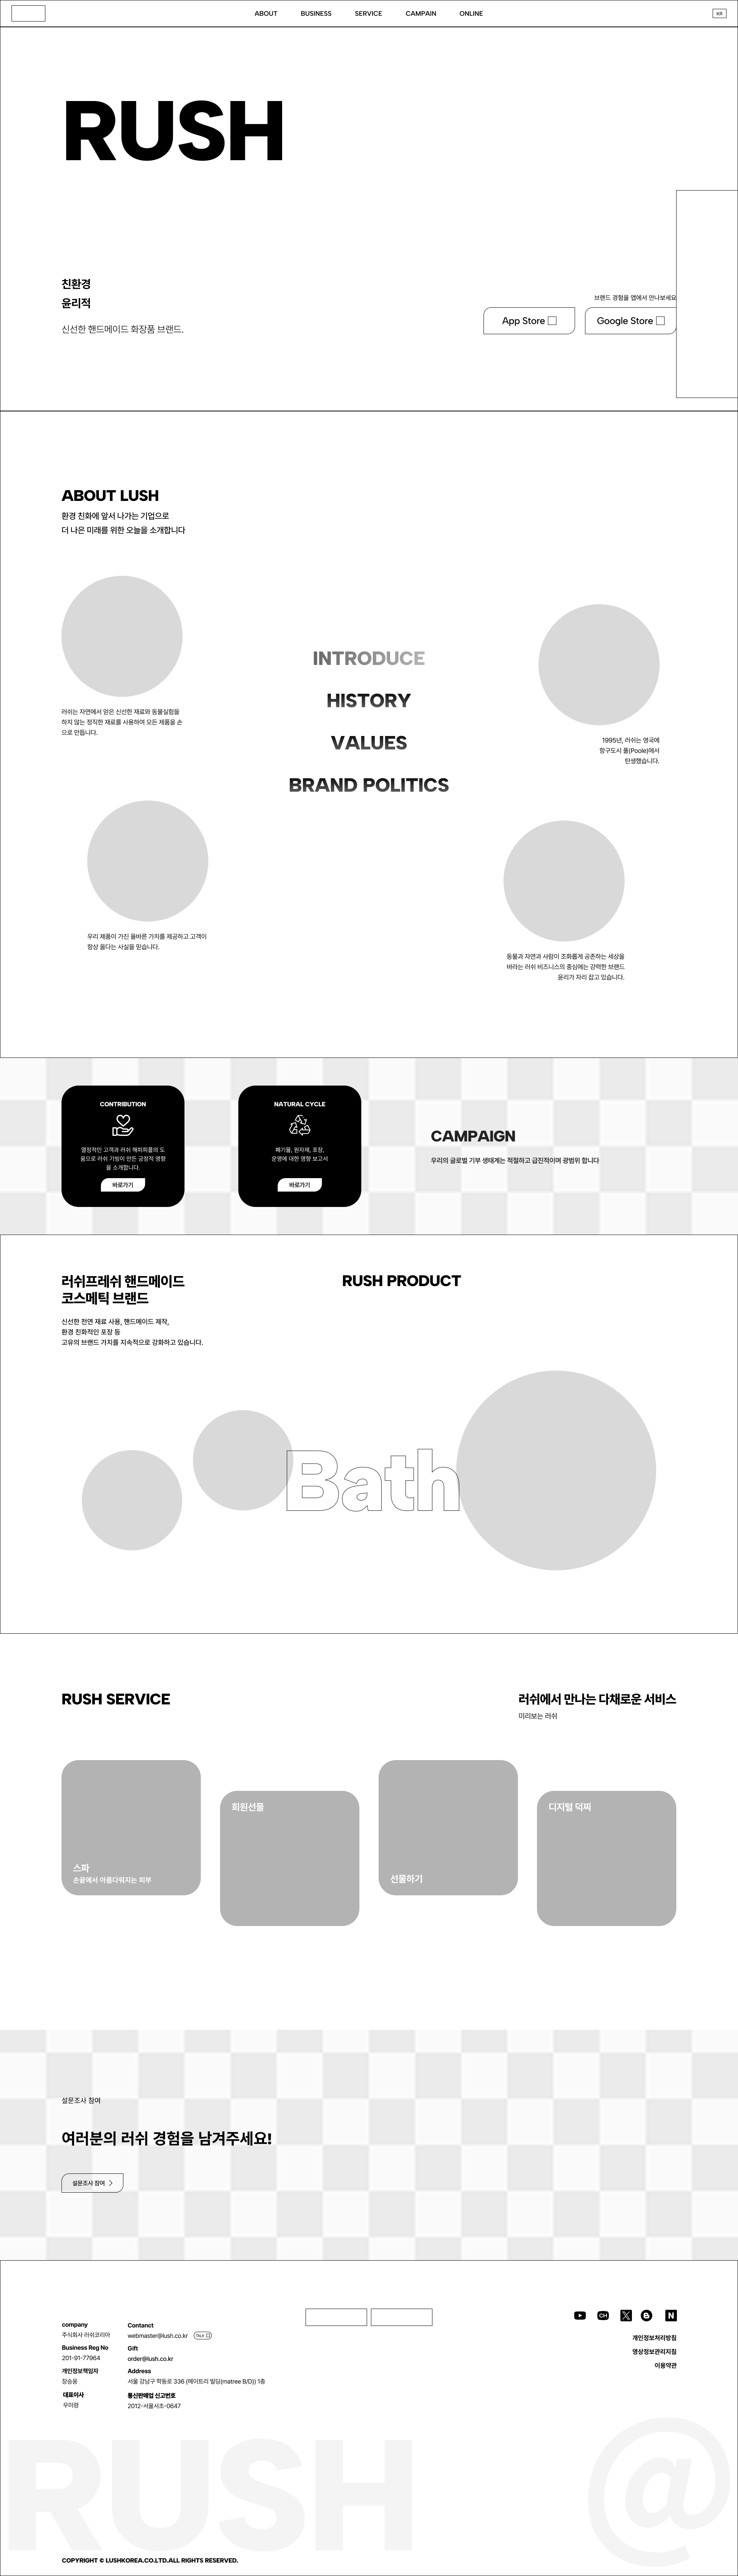 ABOUT
BUSINESS
SERVICE
CAMPAIN
ONLINE
KR
RUSH
친환경
윤리적
신선한 핸드메이드 화장품 브랜드.
브랜드 경험을 앱에서 만나보세요
App Store
Google Store
ABOUT LUSH
환경 친화에 앞서 나가는 기업으로
더 나은 미래를 위한 오늘을 소개합니다
러쉬는 자연에서 얻은 신선한 재료와 동물실험을
하지 않는 정직한 재료를 사용하여 모든 제품을 손
으로 만듭니다.
INTRODUCE
HISTORY
VALUES
BRAND POLITICS
1995년, 러쉬는 영국에
항구도시 풀(Poole)에서
탄생했습니다.
우리 제품이 가진 올바른 가치를 제공하고 고객이
항상 옳다는 사실을 믿습니다.
동물과 자연과 사람이 조화롭게 공존하는 세상을
바라는 러쉬 비즈니스의 중심에는 강력한 브랜드
윤리가 자리 잡고 있습니다.
CONTRIBUTION
열정적인 고객과 러쉬 해피피플의 도
움으로 러쉬 기빙이 만든 긍정적 영향
을 소개합니다.
바로가기
NATURAL CYCLE
폐기물, 원자재, 포장,
운영에 대한 영향 보고서
바로가기
CAMPAIGN
우리의 글로벌 기부 생태계는 적절하고 급진적이며 광범위 합니다
러쉬프레쉬 핸드메이드
코스메틱 브랜드
신선한 천연 재료 사용, 핸드메이드 제작,
환경 친화적인 포장 등
고유의 브랜드 가치를 지속적으로 강화하고 있습니다.
RUSH PRODUCT
Bath
RUSH SERVICE
러쉬에서 만나는 다채로운 서비스
미리보는 러쉬
스파
손끝에서 아름다워지는 피부
회원선물
선물하기
디지털 덕찌
설문조사 참여
여러분의 러쉬 경험을 남겨주세요!
설문조사 참여
company
주식회사 러쉬코리아
Business Reg No
201-91-77964
개인정보책임자
장승웅
대표이사
우미령
Contanct
webmaster@lush.co.kr
TALK
Gift
order@lush.co.kr
Address
서울 강남구 학동로 336 (메이트리 빌딩(matree B/D)) 1층
통신판매업 신고번호
2012-서울서초-0647
CH
개인정보처리방침
영상정보관리지침
이용약관
RUSH @
COPYRIGHT © LUSHKOREA.CO.LTD.ALL RIGHTS RESERVED.